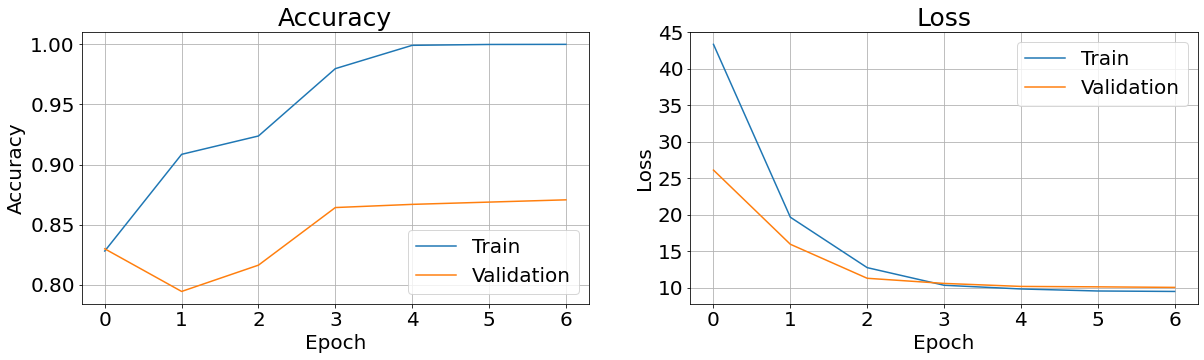 Accuracy
1.00
0.95
0.90
0.85
0.80
Accuracy
Train
Validation
0 1 2 3 4 5 6
Epoch
Loss
45
40
35
30
25
20
15
10
Loss
Train
Validation
0 1 2 3 4 5 6
Epoch